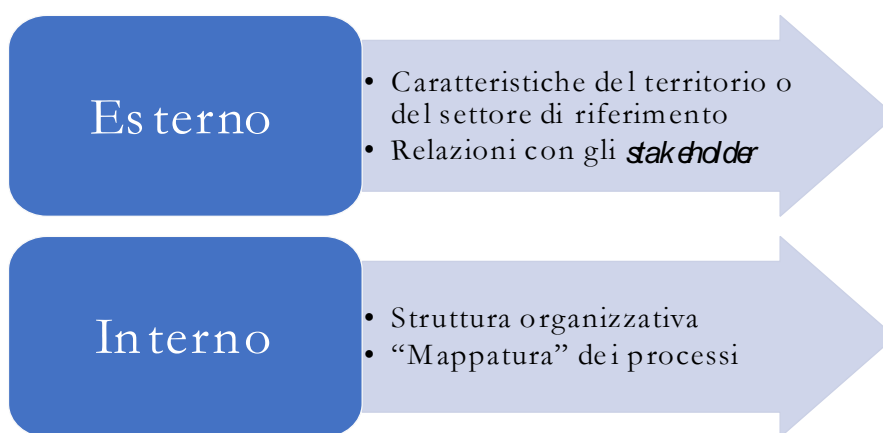 Esterno
• Caratteristiche del territorio o
del settore di riferimento
• Relazioni con gli stakeholder
Interno
• Struttura organizzativa
• “Mappatura” dei processi